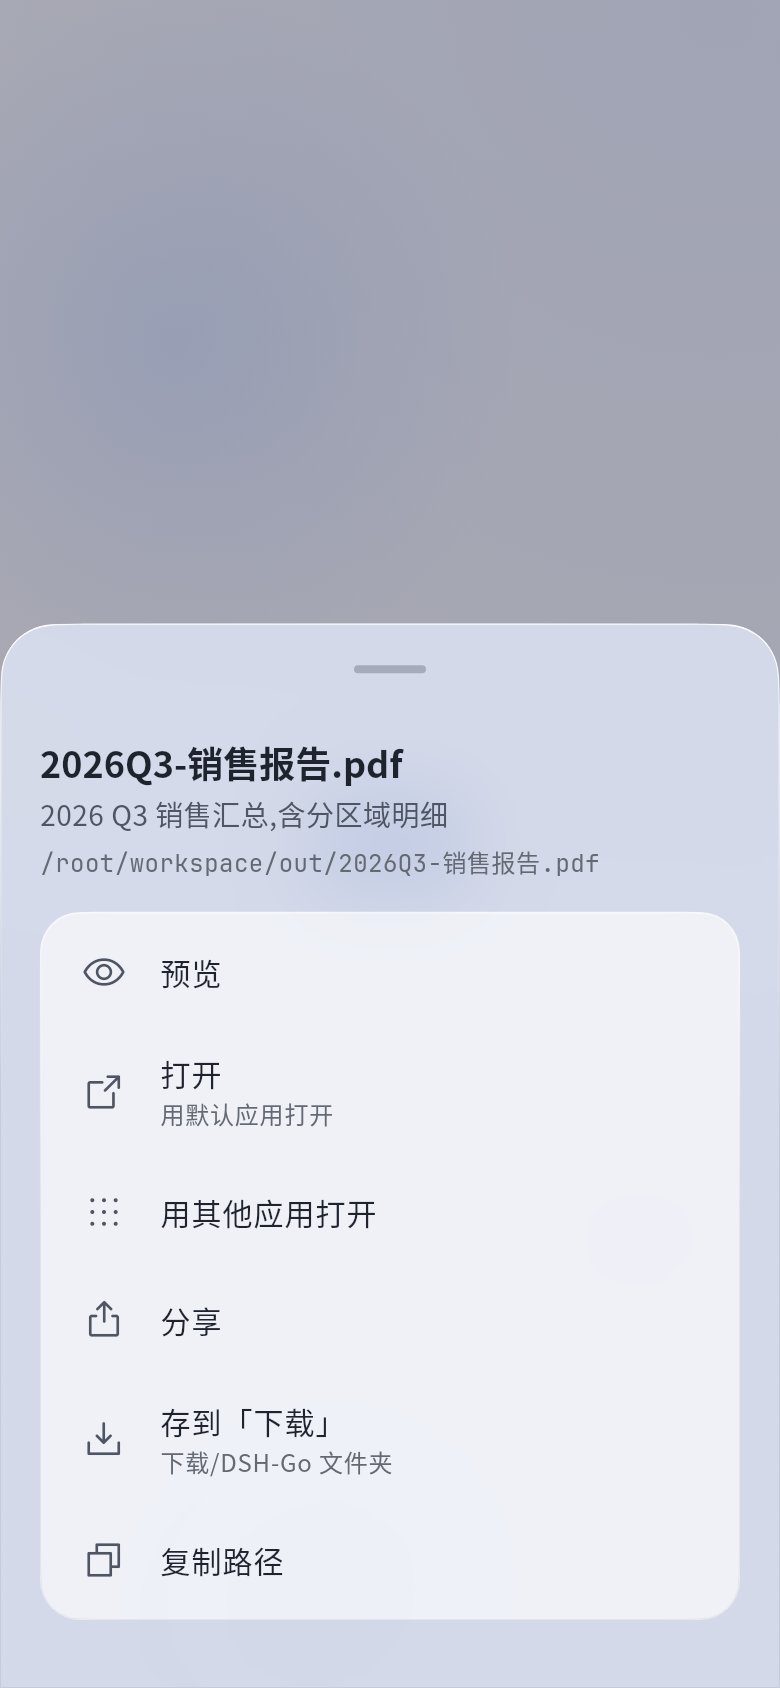 2026Q3-销售报告.pdf
2026 Q3 销售汇总,含分区域明细
/root/workspace/out/2026Q3-销售报告.pdf
预览
打开
用默认应用打开
用其他应用打开
分享
存到「下载」
下载/DSH-Go 文件夹
复制路径